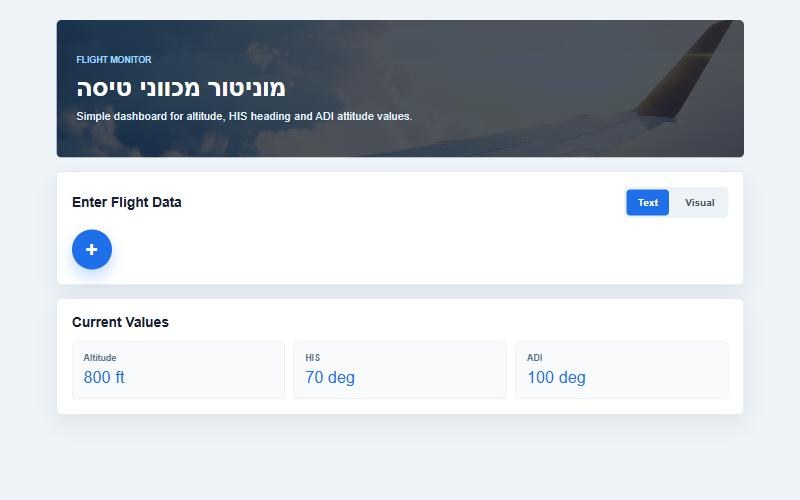 FLIGHT MONITOR
מוניטור מכווני טיסה
Simple dashboard for altitude, HIS heading and ADI attitude values.
Enter Flight Data
Text
Visual
+
Current Values
Altitude
800 ft
HIS
70 deg
ADI
100 deg